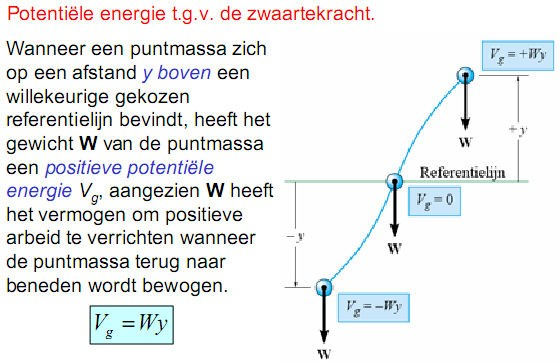 Potentiële energie t.g.v. de zwaartekracht.
Wanneer een puntmassa zich
op een afstand y boven een
willekeurige gekozen
referentielijn bevindt, heeft het
gewicht W van de puntmassa
een positieve potentiële
energie Vg, aangezien W heeft
het vermogen om positieve
arbeid te verrichten wanneer
de puntmassa terug naar
beneden wordt bewogen.
Vg = Wy
Vg = +Wy
W
+y
Referentielijn
Vg = 0
W
–y
Vg = –Wy
W